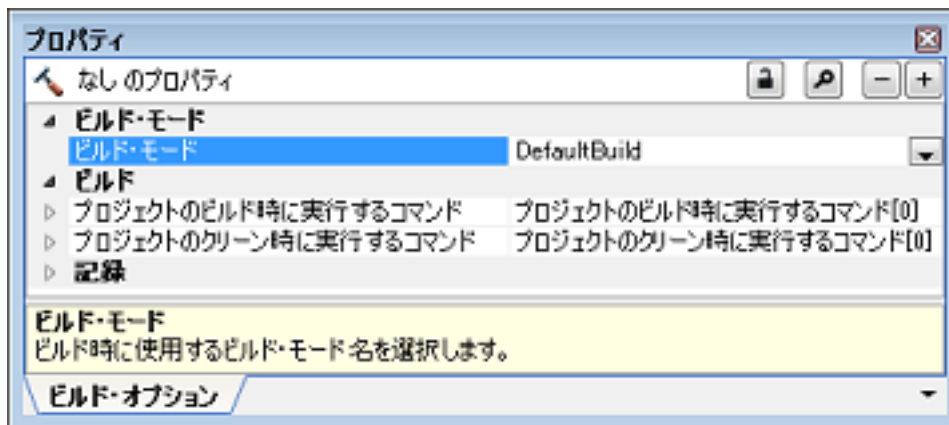 プロパティ
なし のプロパティ
ビルド・モード
ビルド・モード DefaultBuild
ビルド
プロジェクトのビルド時に実行するコマンド プロジェクトのビルド時に実行するコマンド[0]
プロジェクトのクリーン時に実行するコマンド プロジェクトのクリーン時に実行するコマンド[0]
記録
ビルド・モード
ビルド時に使用するビルド・モード名を選択します。
ビルド・オプション